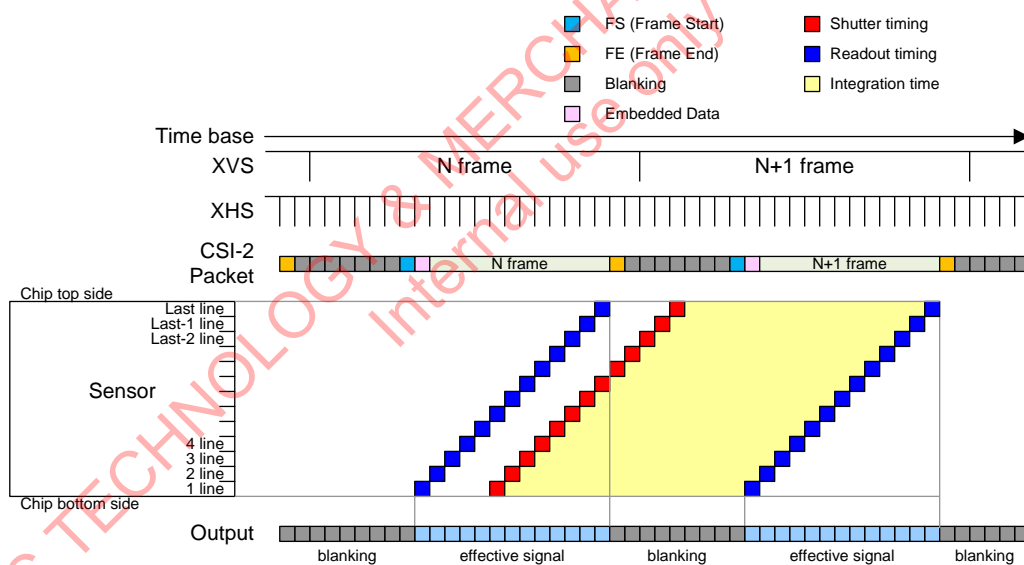 FS (Frame Start)
Shutter timing
FE (Frame End)
Readout timing
Blanking
Integration time
Embedded Data
Time base
XVS
N frame
N+1 frame
XHS
CSI-2
Packet
N frame
N+1 frame
Chip top side
Last line
Last-1 line
Last-2 line
Sensor
4 line
3 line
2 line
1 line
Chip bottom side
Output
blanking
effective signal
blanking
effective signal
blanking
TECHNOLOGY &
Internal use only